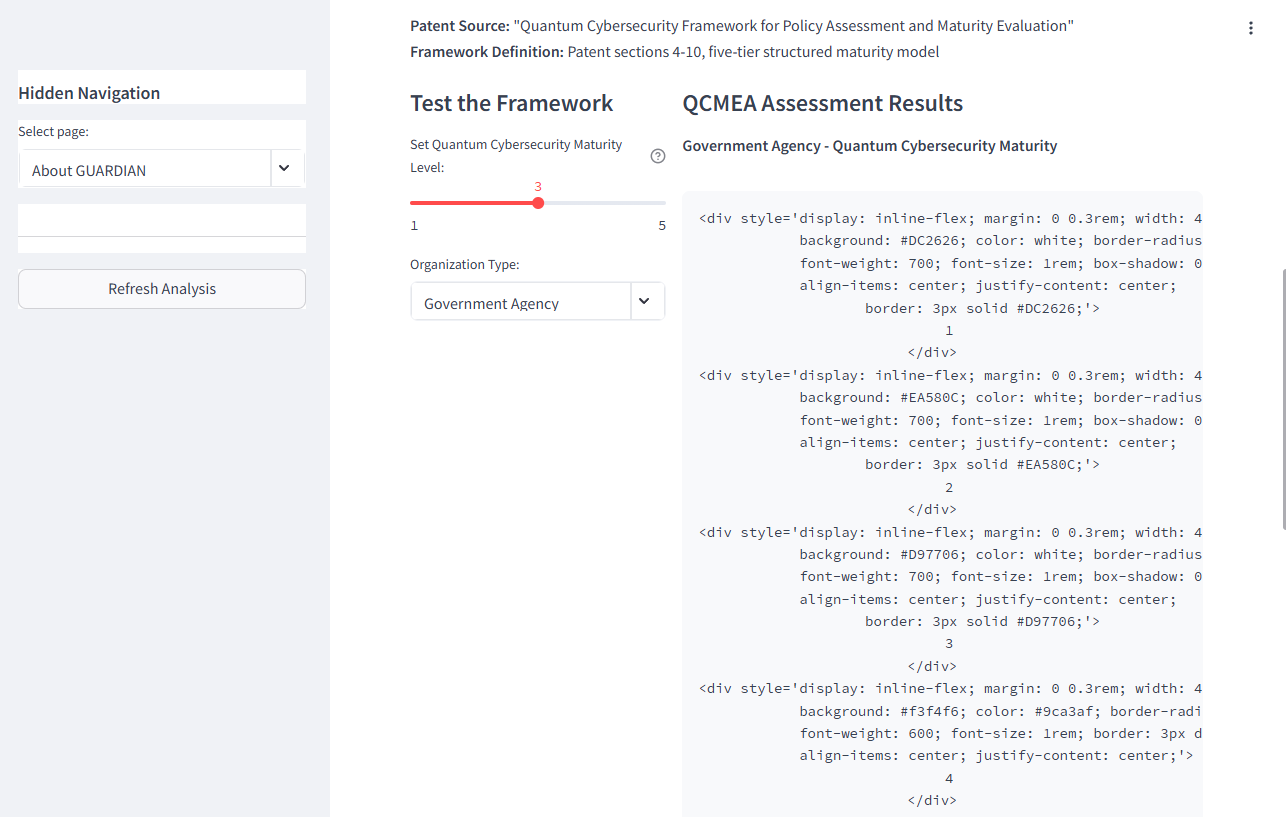 Patent Source: "Quantum Cybersecurity Framework for Policy Assessment and Maturity Evaluation"
Framework Definition: Patent sections 4-10, five-tier structured maturity model
Hidden Navigation
Select page:
About GUARDIAN
Refresh Analysis
Test the Framework
Set Quantum Cybersecurity Maturity
Level:
3
1 5
Organization Type:
Government Agency
QCMEA Assessment Results
Government Agency - Quantum Cybersecurity Maturity
<div style='display: inline-flex; margin: 0 0.3rem; width: 4
background: #DC2626; color: white; border-radius
font-weight: 700; font-size: 1rem; box-shadow: 0
align-items: center; justify-content: center;
border: 3px solid #DC2626;'>
1
</div>
<div style='display: inline-flex; margin: 0 0.3rem; width: 4
background: #EA580C; color: white; border-radius
font-weight: 700; font-size: 1rem; box-shadow: 0
align-items: center; justify-content: center;
border: 3px solid #EA580C;'>
2
</div>
<div style='display: inline-flex; margin: 0 0.3rem; width: 4
background: #D97706; color: white; border-radius
font-weight: 700; font-size: 1rem; box-shadow: 0
align-items: center; justify-content: center;
border: 3px solid #D97706;'>
3
</div>
<div style='display: inline-flex; margin: 0 0.3rem; width: 4
background: #f3f4f6; color: #9ca3af; border-radi
font-weight: 600; font-size: 1rem; border: 3px d
align-items: center; justify-content: center;'>
4
</div>